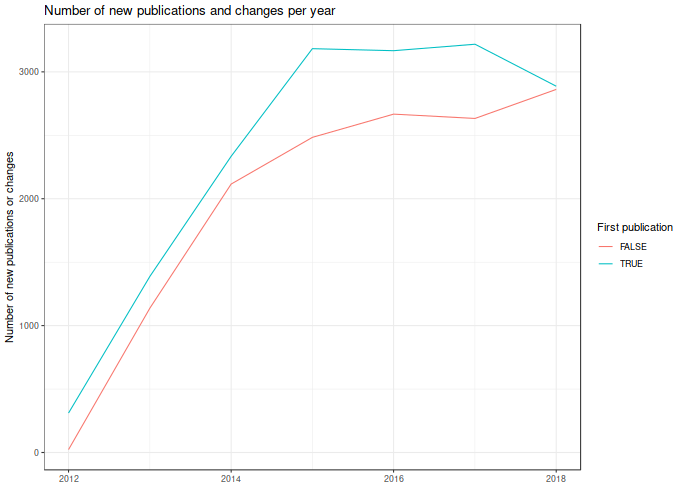 Number of new publications and changes per year
Number of new publications or changes
3000
2000
1000
0
2012
2014
2016
2018
First publication
FALSE
TRUE